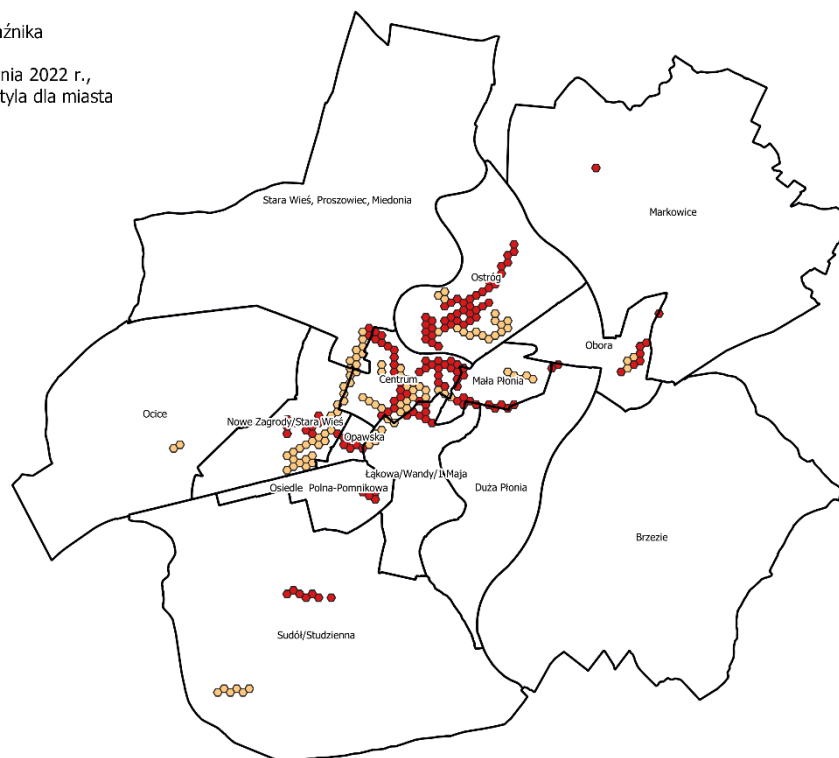 źnika
nia 2022 r.,
tyla dla miasta
Stara Wieś, Proszowiec, Miedonia
Markowice
Ostróg
Obora
Centrum
Mała Płonia
Ocice
Nowe Zagrody/Stara Wieś
Opawska
Łąkowa/Wandy/1 Maja
Osiedle Polna-Pomnikowa
Duża Płonia
Brzezie
Sudół/Studzienna